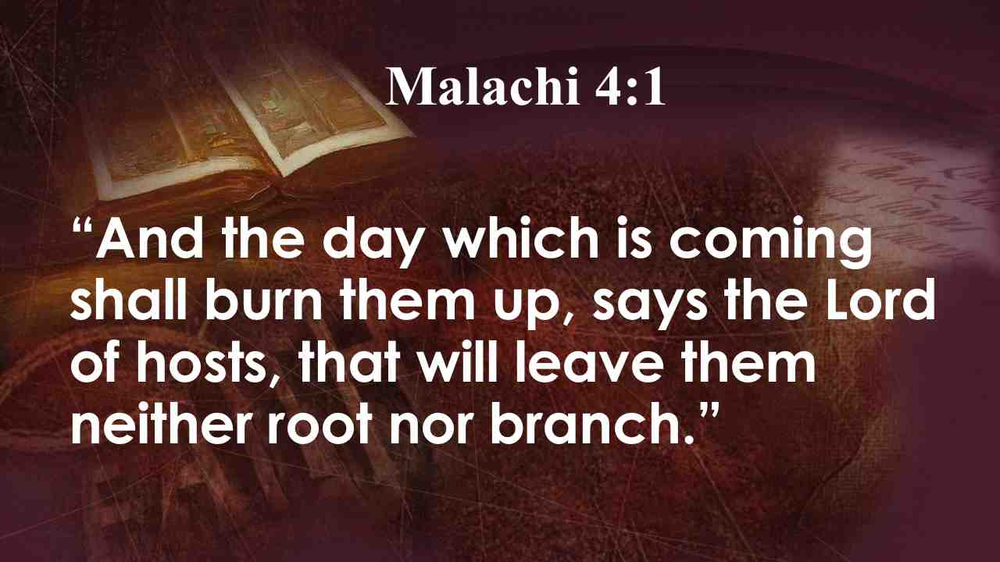 Malachi 4:1
“And the day which is coming
shall burn them up, says the Lord
of hosts, that will leave them
neither root nor branch.”